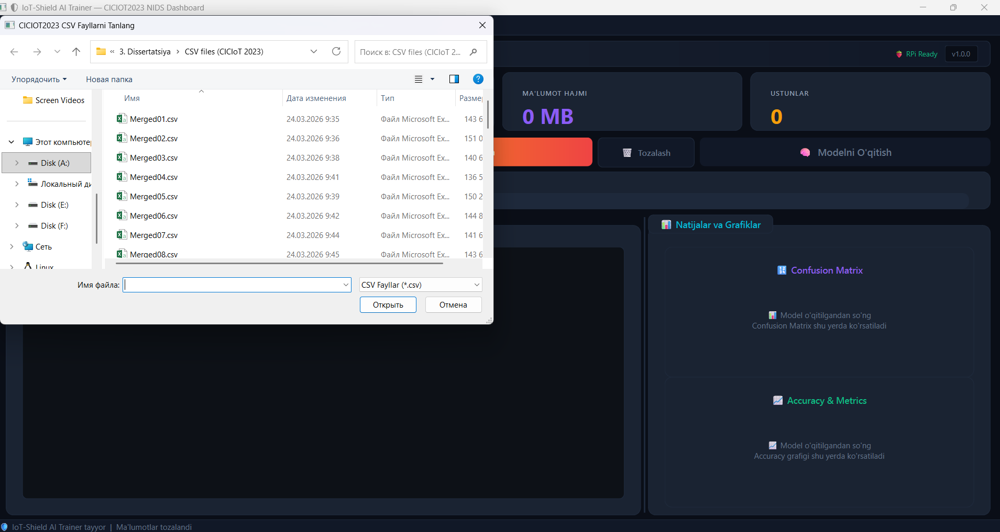 IoT-Shield AI Trainer — CICIOT2023 NIDS Dashboard
CICIOT2023 CSV Fayllarni Tanlang
« 3. Dissertatsiya › CSV files (CICIoT 2023)
Поиск в: CSV files (CICIoT 2...
Упорядочить
Новая папка
Screen Videos
Этот компьютер
Disk (A:)
Локальный ди
Disk (E:)
Disk (F:)
Сеть
Linux
Имя Дата изменения Тип Размер
Merged01.csv 24.03.2026 9:35 Файл Microsoft Ex... 143 6
Merged02.csv 24.03.2026 9:36 Файл Microsoft Ex... 151 0
Merged03.csv 24.03.2026 9:38 Файл Microsoft Ex... 140 6
Merged04.csv 24.03.2026 9:41 Файл Microsoft Ex... 136 5
Merged05.csv 24.03.2026 9:39 Файл Microsoft Ex... 150 2
Merged06.csv 24.03.2026 9:42 Файл Microsoft Ex... 144 8
Merged07.csv 24.03.2026 9:44 Файл Microsoft Ex... 141 6
Merged08.csv 24.03.2026 9:45 Файл Microsoft Ex... 143 6
Имя файла:
CSV Fayllar (*.csv)
Открыть
Отмена
RPi Ready
v1.0.0
MA'LUMOT HAJMI
0 MB
USTUNLAR
0
Tozalash
Modelni O'qitish
Natijalar va Grafiklar
Confusion Matrix
Model o'qitilgandan so'ng
Confusion Matrix shu yerda ko'rsatiladi
Accuracy & Metrics
Model o'qitilgandan so'ng
Accuracy grafigi shu yerda ko'rsatiladi
IoT-Shield AI Trainer tayyor | Ma'lumotlar tozalandi